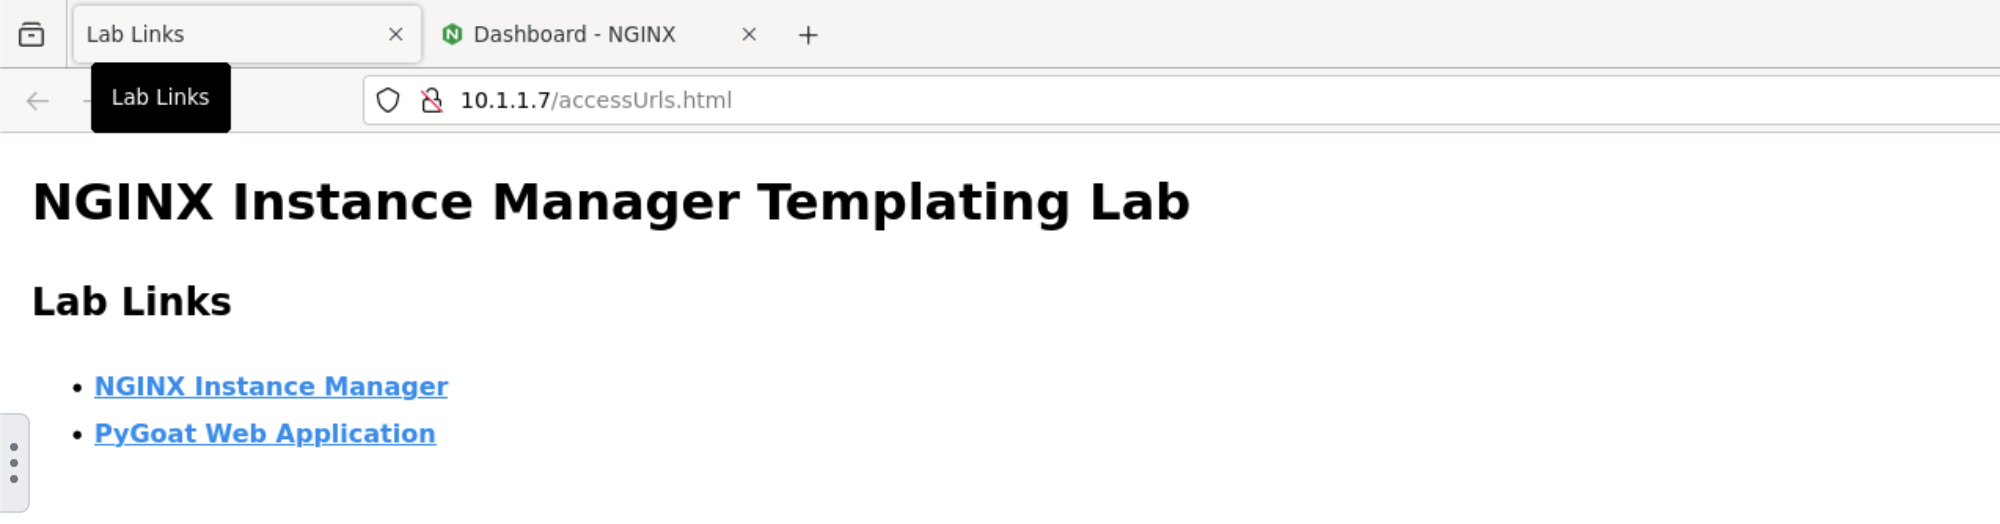 Lab Links
Dashboard - NGINX
Lab Links
10.1.1.7/accessUrls.html
NGINX Instance Manager Templating Lab
Lab Links
NGINX Instance Manager
PyGoat Web Application